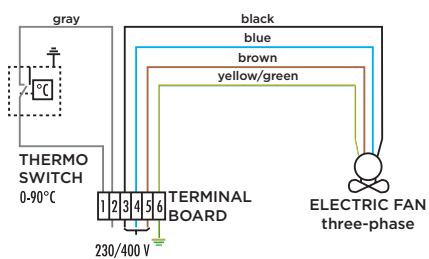 gray
black
blue
brown
yellow/green
°C
THERMO
SWITCH
0-90°C
1 2 3 4 5 6
TERMINAL
BOARD
230/400 V
ELECTRIC FAN
three-phase